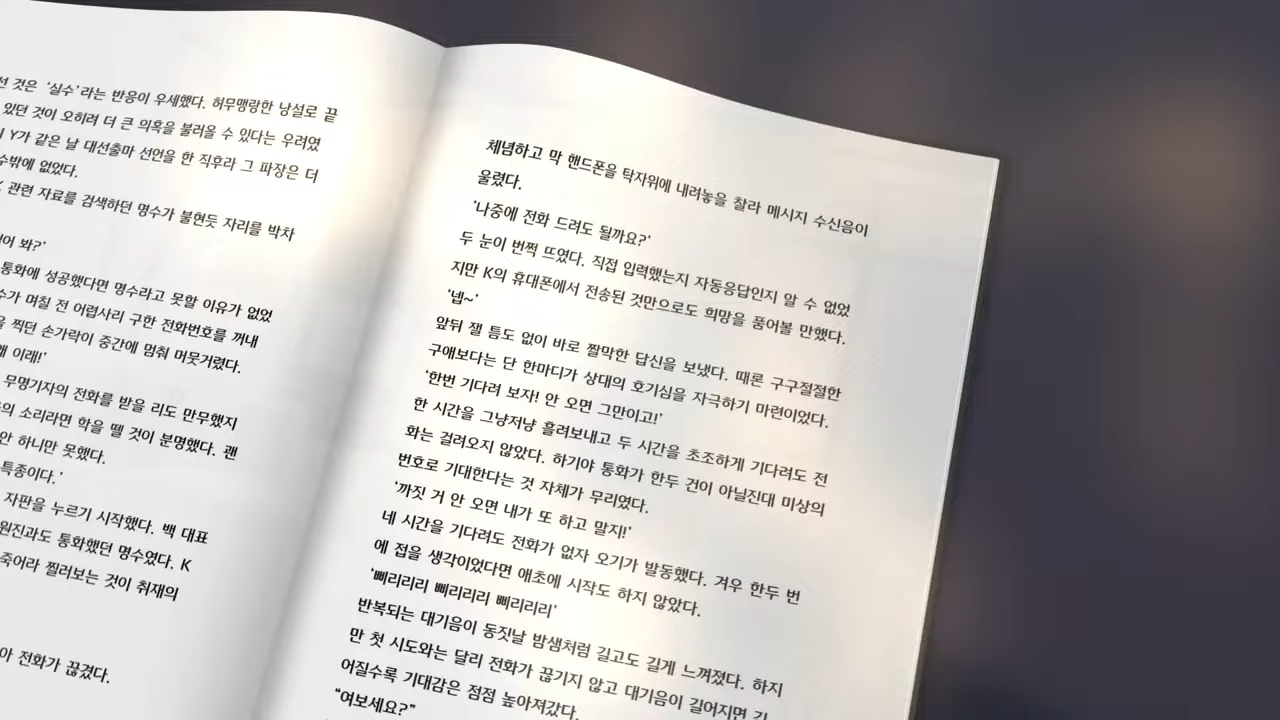 선 것은 ‘실수’라는 반응이 우세했다. 허무맹랑한 낭설로 끝
있던 것이 오히려 더 큰 의혹을 불러올 수 있다는 우려였
Y가 같은 날 대선출마 선언을 한 직후라 그 파장은 더
수밖에 없었다.
관련 자료를 검색하던 명수가 불현듯 자리를 박차
봐?’
통화에 성공했다면 명수라고 못할 이유가 없었
수가 며칠 전 어렵사리 구한 전화번호를 꺼내
찍던 손가락이 중간에 멈춰 머뭇거렸다.
이래!’
무명기자의 전화를 받을 리도 만무했지
의 소리라면 학을 뗄 것이 분명했다. 괜
안 하니만 못했다.
특종이다.’
자판을 누르기 시작했다. 백 대표
원진과도 통화했던 명수였다. K
죽어라 찔러보는 것이 취재의
전화가 끊겼다.
체념하고 막 핸드폰을 탁자위에 내려놓을 찰라 메시지 수신음이
울렸다.
‘나중에 전화 드려도 될까요?’
두 눈이 번쩍 뜨였다. 직접 입력했는지 자동응답인지 알 수 없었
지만 K의 휴대폰에서 전송된 것만으로도 희망을 품어볼 만했다.
‘넵~’
앞뒤 잴 틈도 없이 바로 짤막한 답신을 보냈다. 때론 구구절절한
구애보다는 단 한마디가 상대의 호기심을 자극하기 마련이었다.
‘한번 기다려 보자! 안 오면 그만이고!’
한 시간을 그냥저냥 흘려보내고 두 시간을 초조하게 기다려도 전
화는 걸려오지 않았다. 하기야 통화가 한두 건이 아닐진대 미상의
번호로 기대한다는 것 자체가 무리였다.
‘까짓 거 안 오면 내가 또 하고 말지!’
네 시간을 기다려도 전화가 없자 오기가 발동했다. 겨우 한두 번
에 접을 생각이었다면 애초에 시작도 하지 않았다.
‘삐리리리 삐리리리 삐리리리’
반복되는 대기음이 동짓날 밤샘처럼 길고도 길게 느껴졌다. 하지
만 첫 시도와는 달리 전화가 끊기지 않고 대기음이 길어지면 길
어질수록 기대감은 점점 높아져갔다.
“여보세요?”